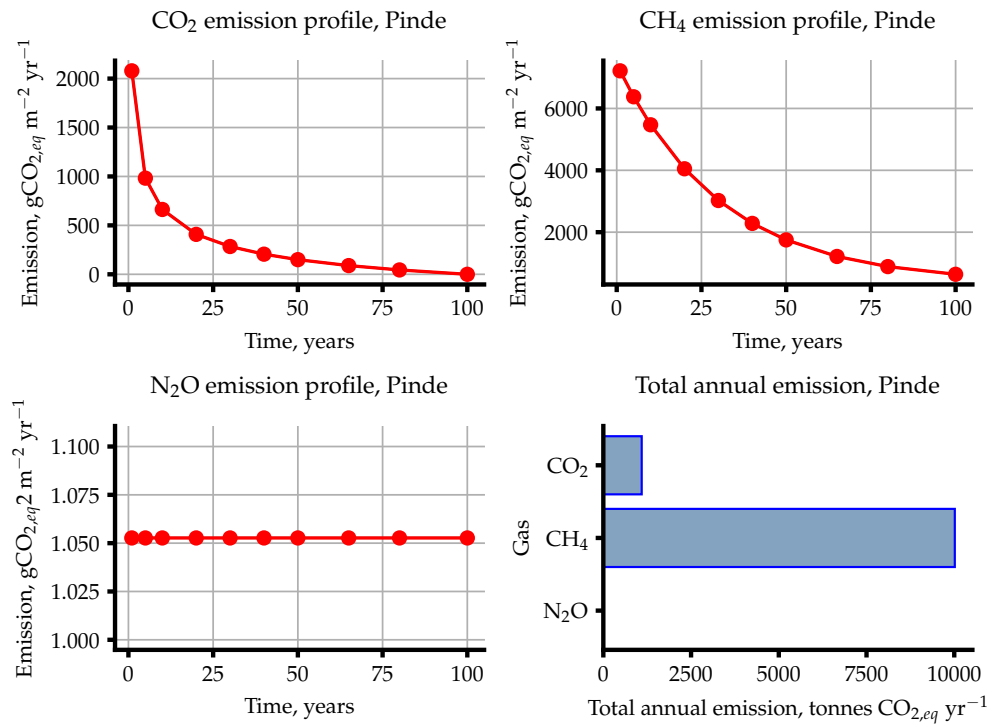 CO₂ emission profile, Pinde
Emission, gCO₂,eq m⁻² yr⁻¹
2000
1500
1000
500
0
0 25 50 75 100
Time, years
CH₄ emission profile, Pinde
Emission, gCO₂,eq m⁻² yr⁻¹
6000
4000
2000
0 25 50 75 100
Time, years
N₂O emission profile, Pinde
Emission, gCO₂,eq2 m⁻² yr⁻¹
1.100
1.075
1.050
1.025
1.000
0 25 50 75 100
Time, years
Total annual emission, Pinde
Gas
CO₂
CH₄
N₂O
0 2500 5000 7500 10000
Total annual emission, tonnes CO₂,eq yr⁻¹